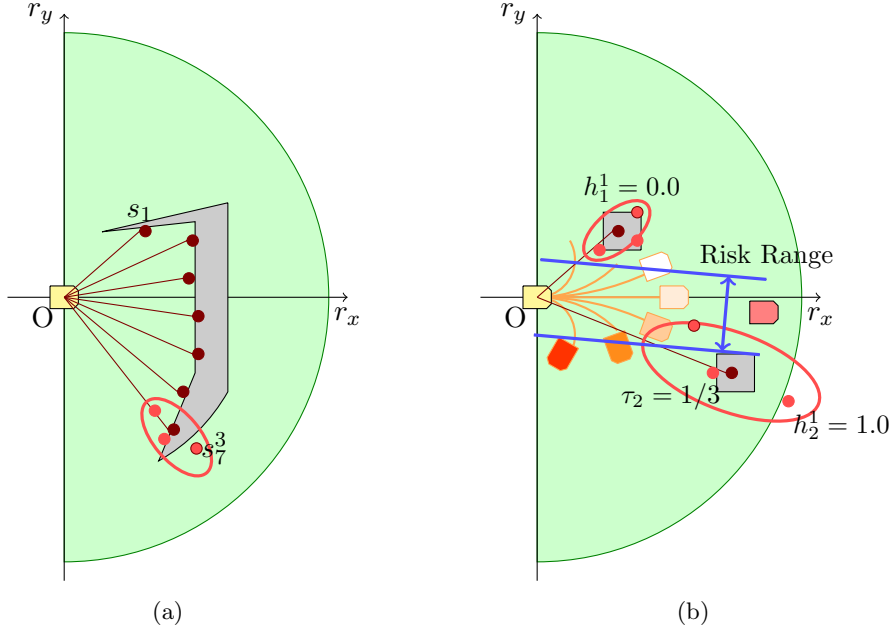 r_y
s_1
O
r_x
s_7^3
(a)
r_y
h_1^1 = 0.0
Risk Range
O
r_x
τ_2 = 1/3
h_2^1 = 1.0
(b)